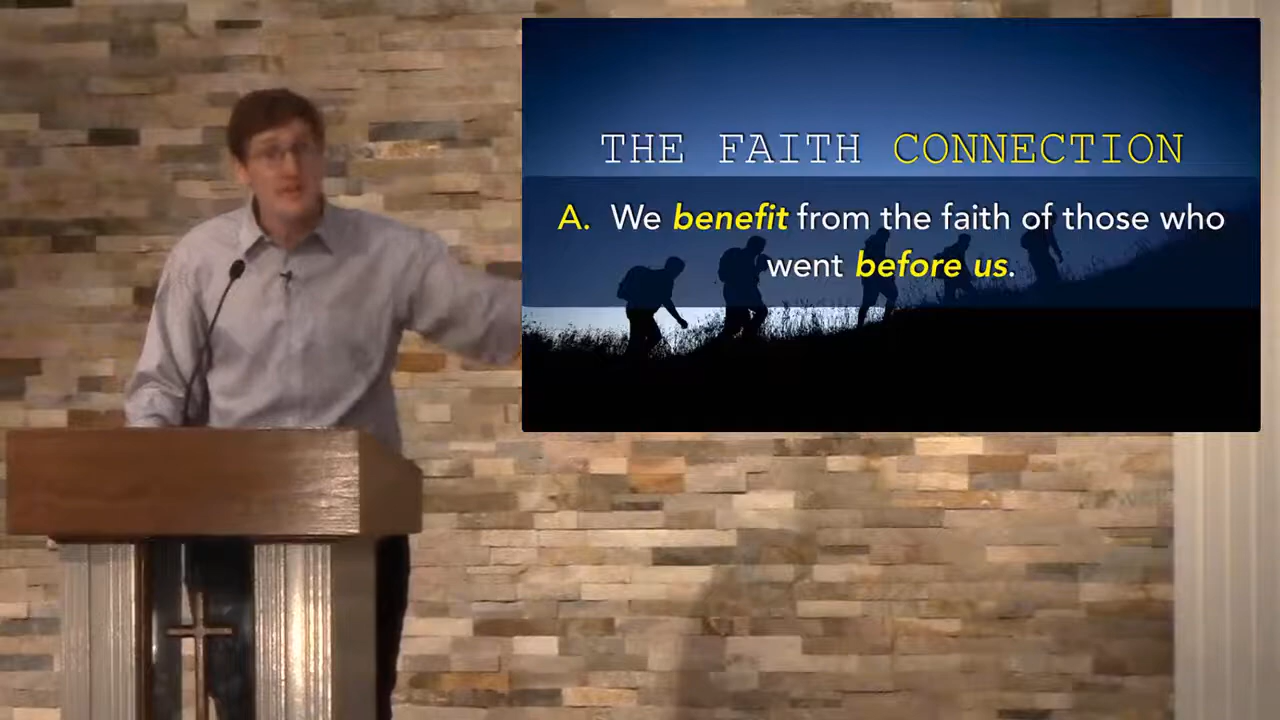 THE FAITH CONNECTION
A. We benefit from the faith of those who
went before us.